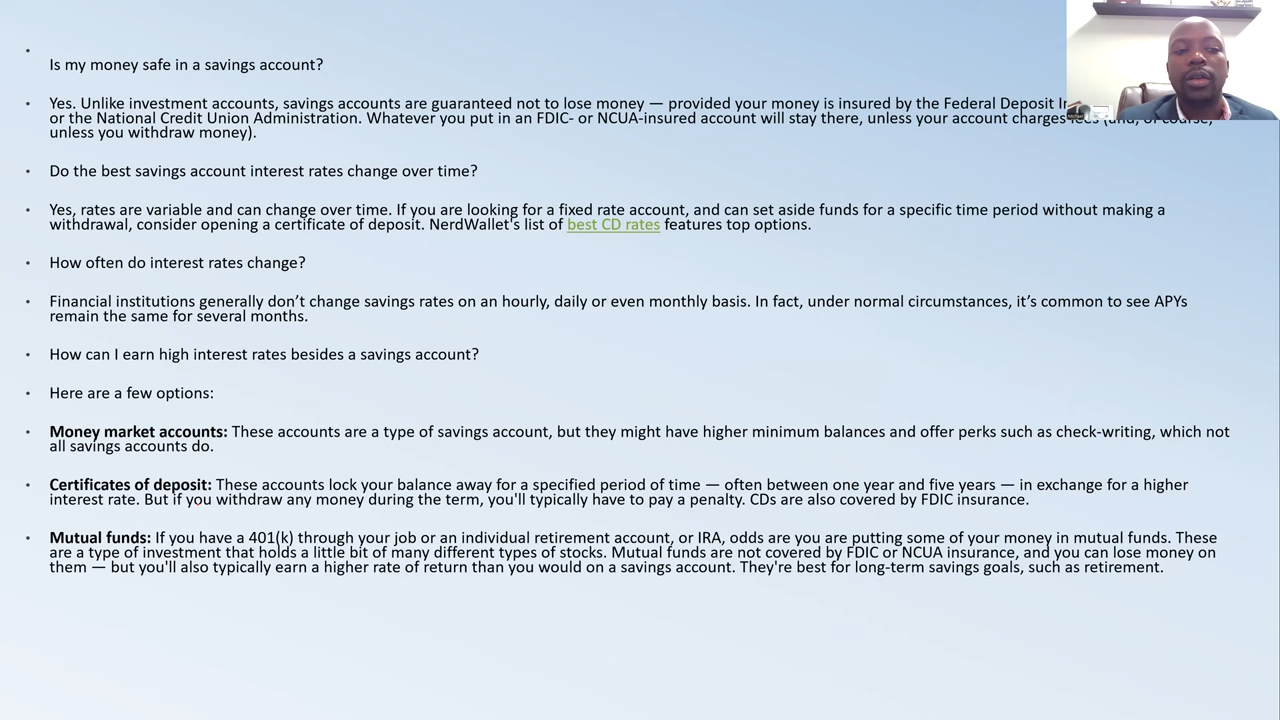 Is my money safe in a savings account?
Yes. Unlike investment accounts, savings accounts are guaranteed not to lose money — provided your money is insured by the Federal Deposit
or the National Credit Union Administration. Whatever you put in an FDIC- or NCUA-insured account will stay there, unless your account charges fees (and, of course,
unless you withdraw money).
Do the best savings account interest rates change over time?
Yes, rates are variable and can change over time. If you are looking for a fixed rate account, and can set aside funds for a specific time period without making a
withdrawal, consider opening a certificate of deposit. NerdWallet's list of best CD rates features top options.
How often do interest rates change?
Financial institutions generally don’t change savings rates on an hourly, daily or even monthly basis. In fact, under normal circumstances, it’s common to see APYs
remain the same for several months.
How can I earn high interest rates besides a savings account?
Here are a few options:
Money market accounts: These accounts are a type of savings account, but they might have higher minimum balances and offer perks such as check-writing, which not
all savings accounts do.
Certificates of deposit: These accounts lock your balance away for a specified period of time — often between one year and five years — in exchange for a higher
interest rate. But if you withdraw any money during the term, you'll typically have to pay a penalty. CDs are also covered by FDIC insurance.
Mutual funds: If you have a 401(k) through your job or an individual retirement account, or IRA, odds are you are putting some of your money in mutual funds. These
are a type of investment that holds a little bit of many different types of stocks. Mutual funds are not covered by FDIC or NCUA insurance, and you can lose money on
them — but you'll also typically earn a higher rate of return than you would on a savings account. They're best for long-term savings goals, such as retirement.